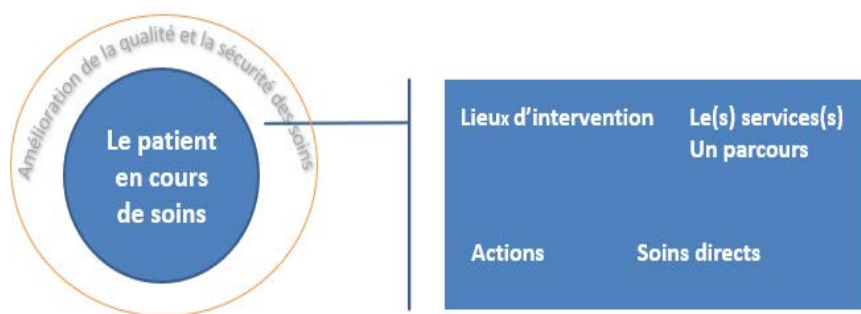 Amélioration de la qualité et la sécurité des soins
Le patient
en cours
de soins
Lieux d'intervention Le(s) services(s)
Un parcours
Actions Soins directs